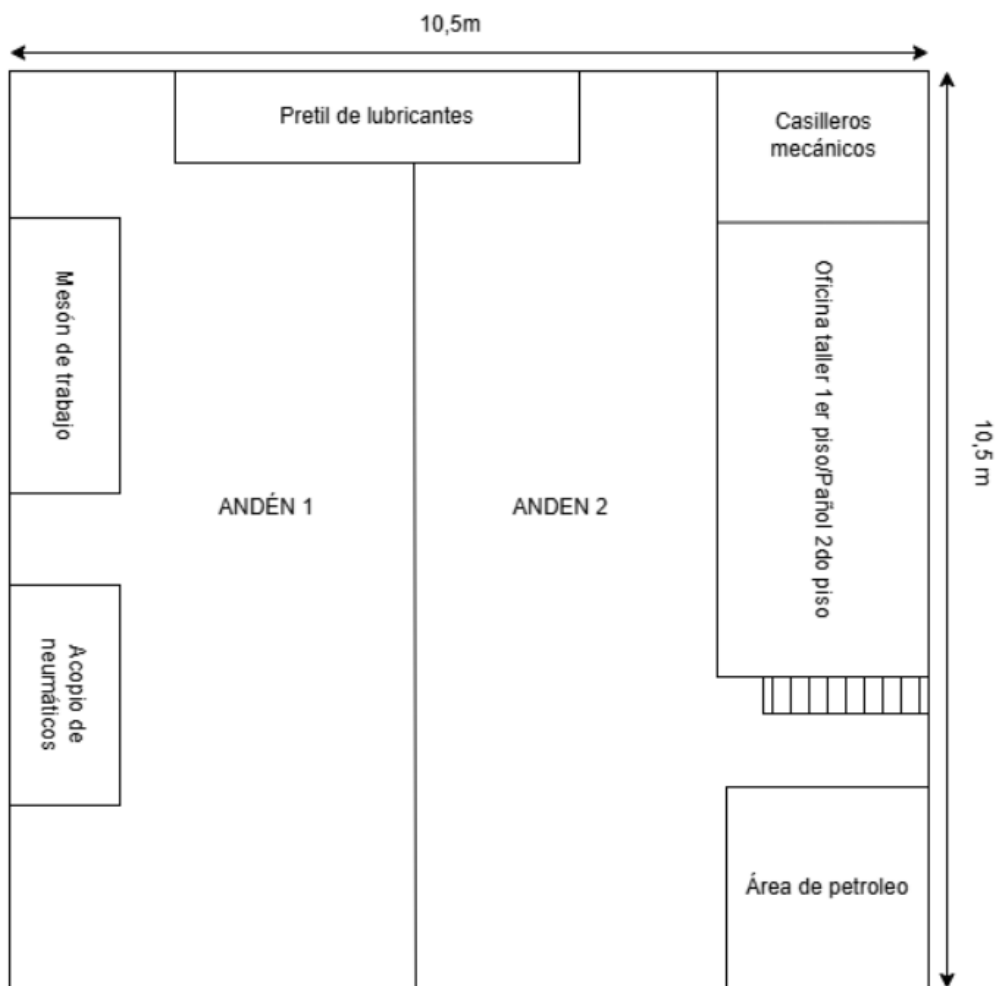 10,5m
Pretil de lubricantes
Casilleros
mecánicos
Mesón de trabajo
Oficina taller 1er piso/Pañol 2do piso
10,5 m
ANDÉN 1
ANDEN 2
Acopio de
neumáticos
Área de petroleo